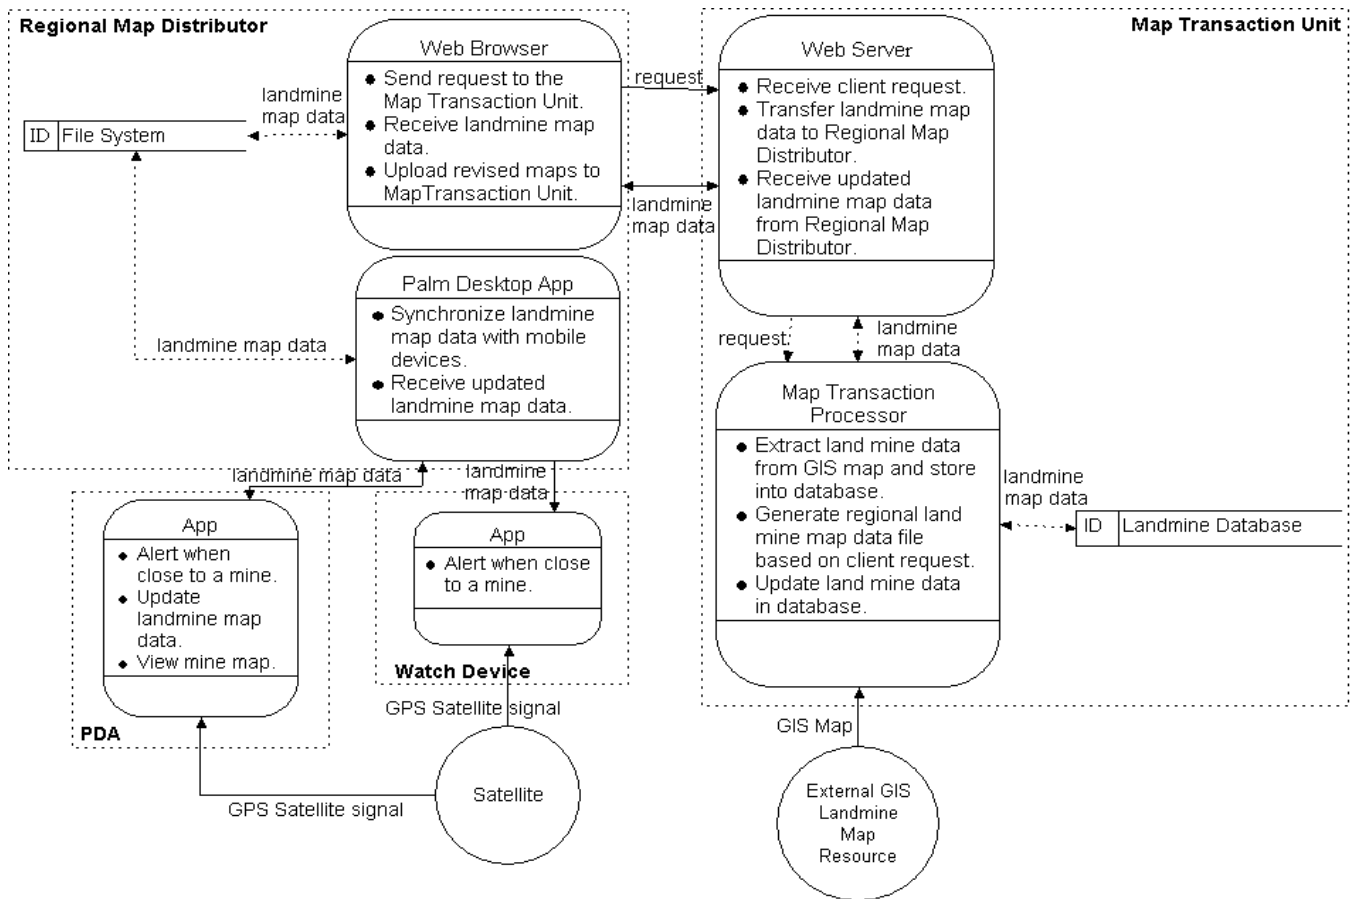 Regional Map Distributor
Web Browser
● Send request to the
Map Transaction Unit.
● Receive landmine map
data.
● Upload revised maps to
MapTransaction Unit.
landmine
map data
ID File System
request
landmine
map data
Map Transaction Unit
Web Server
● Receive client request.
● Transfer landmine map
data to Regional Map
Distributor.
● Receive updated
landmine map data
from Regional Map
Distributor.
Palm Desktop App
● Synchronize landmine
map data with mobile
devices.
● Receive updated
landmine map data.
landmine map data
request
landmine
map data
Map Transaction
Processor
● Extract land mine data
from GIS map and store
into database.
● Generate regional land
mine map data file
based on client request.
● Update land mine data
in database.
landmine
map data
ID Landmine Database
landmine map data
landmine
map data
App
● Alert when
close to a mine.
● Update
landmine map
data.
● View mine map.
PDA
App
● Alert when close
to a mine.
Watch Device
GPS Satellite signal
GPS Satellite signal
Satellite
GIS Map
External GIS
Landmine
Map
Resource